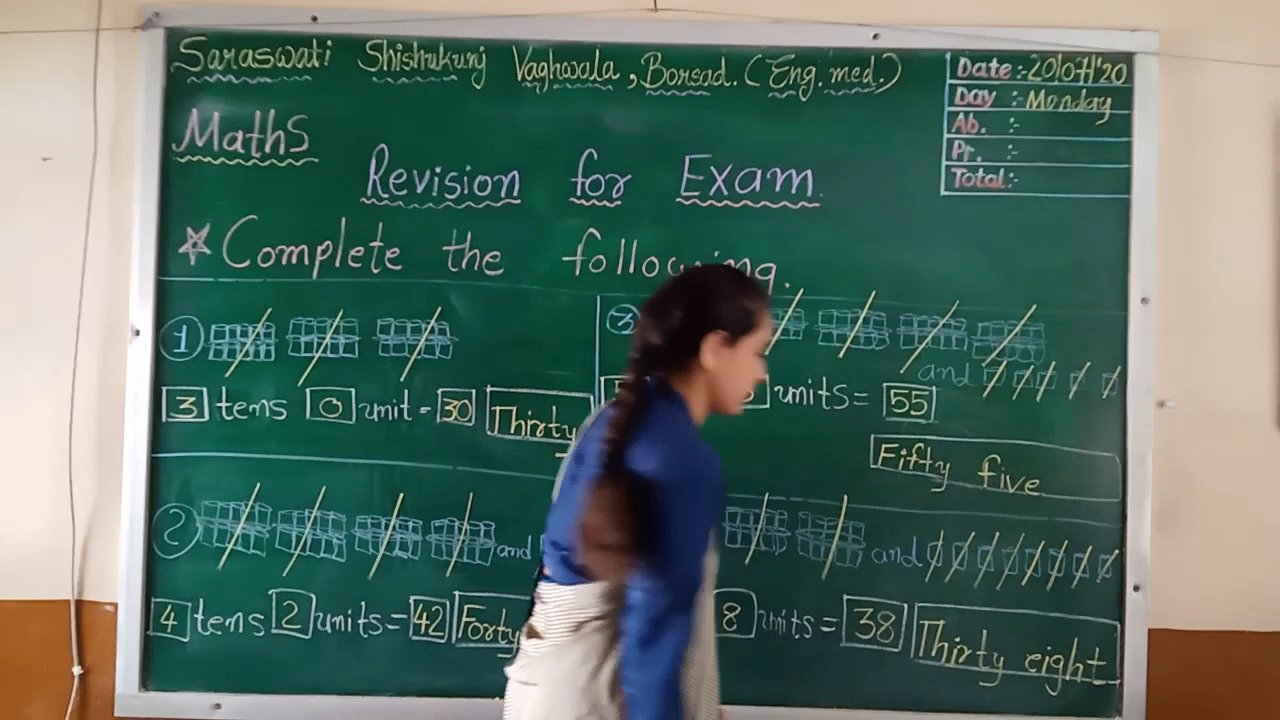 Saraswati Shishukunj Vaghwala, Borsad. (Eng. med.)
Date :- 20/07/'20
Day :- Monday
Ab. :-
Pr. :-
Total:-
Maths
Revision for Exam.
* Complete the following.
1
3 tens 0 unit = 30 Thirty
2 and
4 tens 2 units = 42 Forty
3 and
units = 55
Fifty five
and
8 units = 38 Thirty eight